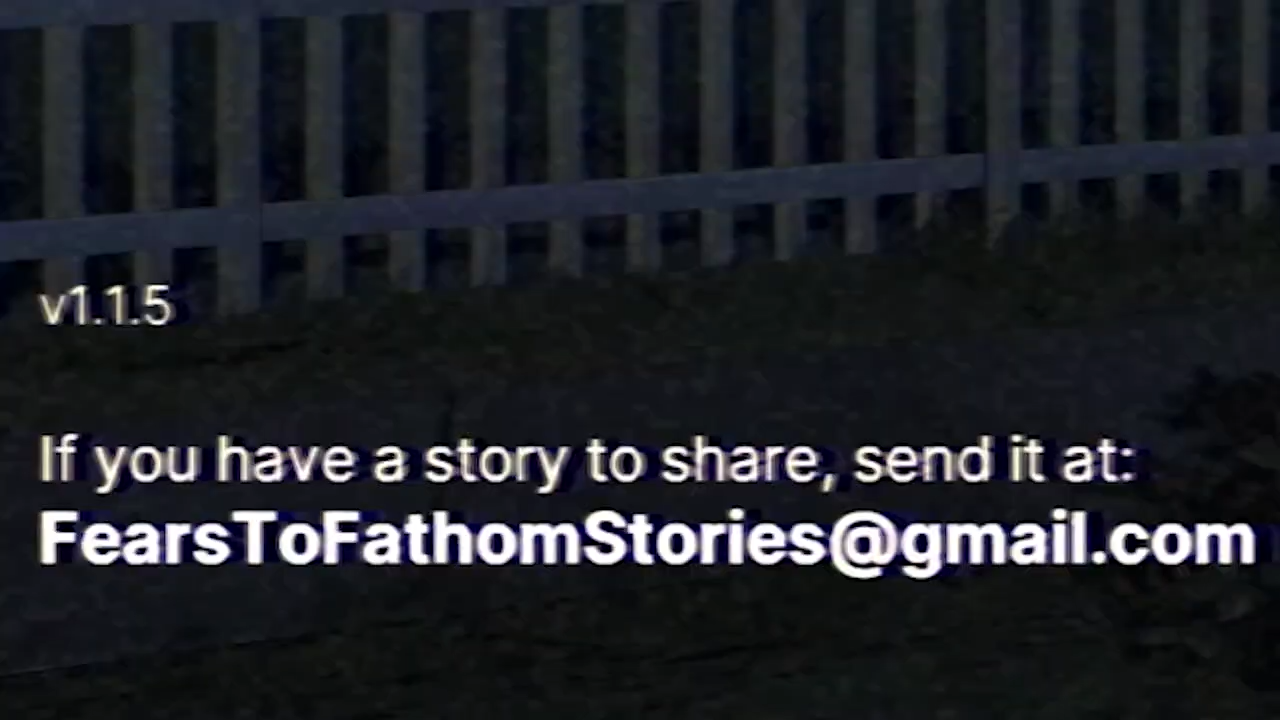 v1.1.5
If you have a story to share, send it at:
FearsToFathomStories@gmail.com